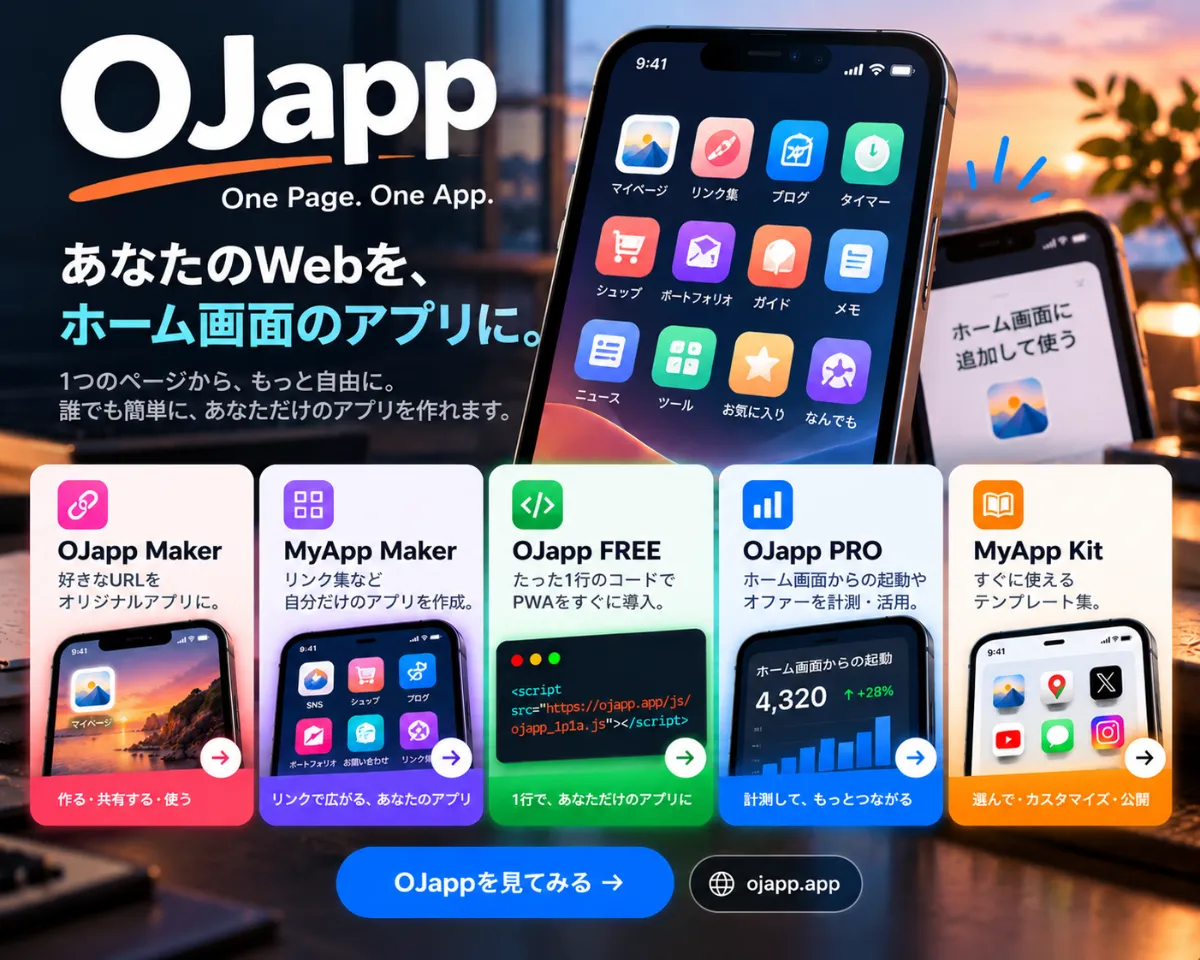 OJapp
One Page. One App.
あなたのWebを、
ホーム画面のアプリに。
1つのページから、もっと自由に。
誰でも簡単に、あなただけのアプリを作れます。
9:41
マイページ
リンク集
ブログ
タイマー
シュップ
ポートフォリオ
ガイド
メモ
ニュース
ツール
お気に入り
なんでも
ホーム画面に
追加して使う
OJapp Maker
好きなURLを
オリジナルアプリに。
9:41
マイページ
作る・共有する・使う
MyApp Maker
リンク集など
自分だけのアプリを作成。
9:41
SNS
シュップ
ブログ
ポートフォリオ
お問い合わせ
リンク集
リンクで広がる、あなたのアプリ
OJapp FREE
たった1行のコードで
PWAをすぐに導入。
<script
src="https://ojapp.app/js/
ojapp_1p1a.js"></script>
1行で、あなただけのアプリに
OJapp PRO
ホーム画面からの起動や
オファーを計測・活用。
ホーム画面からの起動
4,320 ↑+28%
計測して、もっとつながる
MyApp Kit
すぐに使える
テンプレート集。
9:41
選んで・カスタマイズ・公開
OJappを見てみる →
ojapp.app